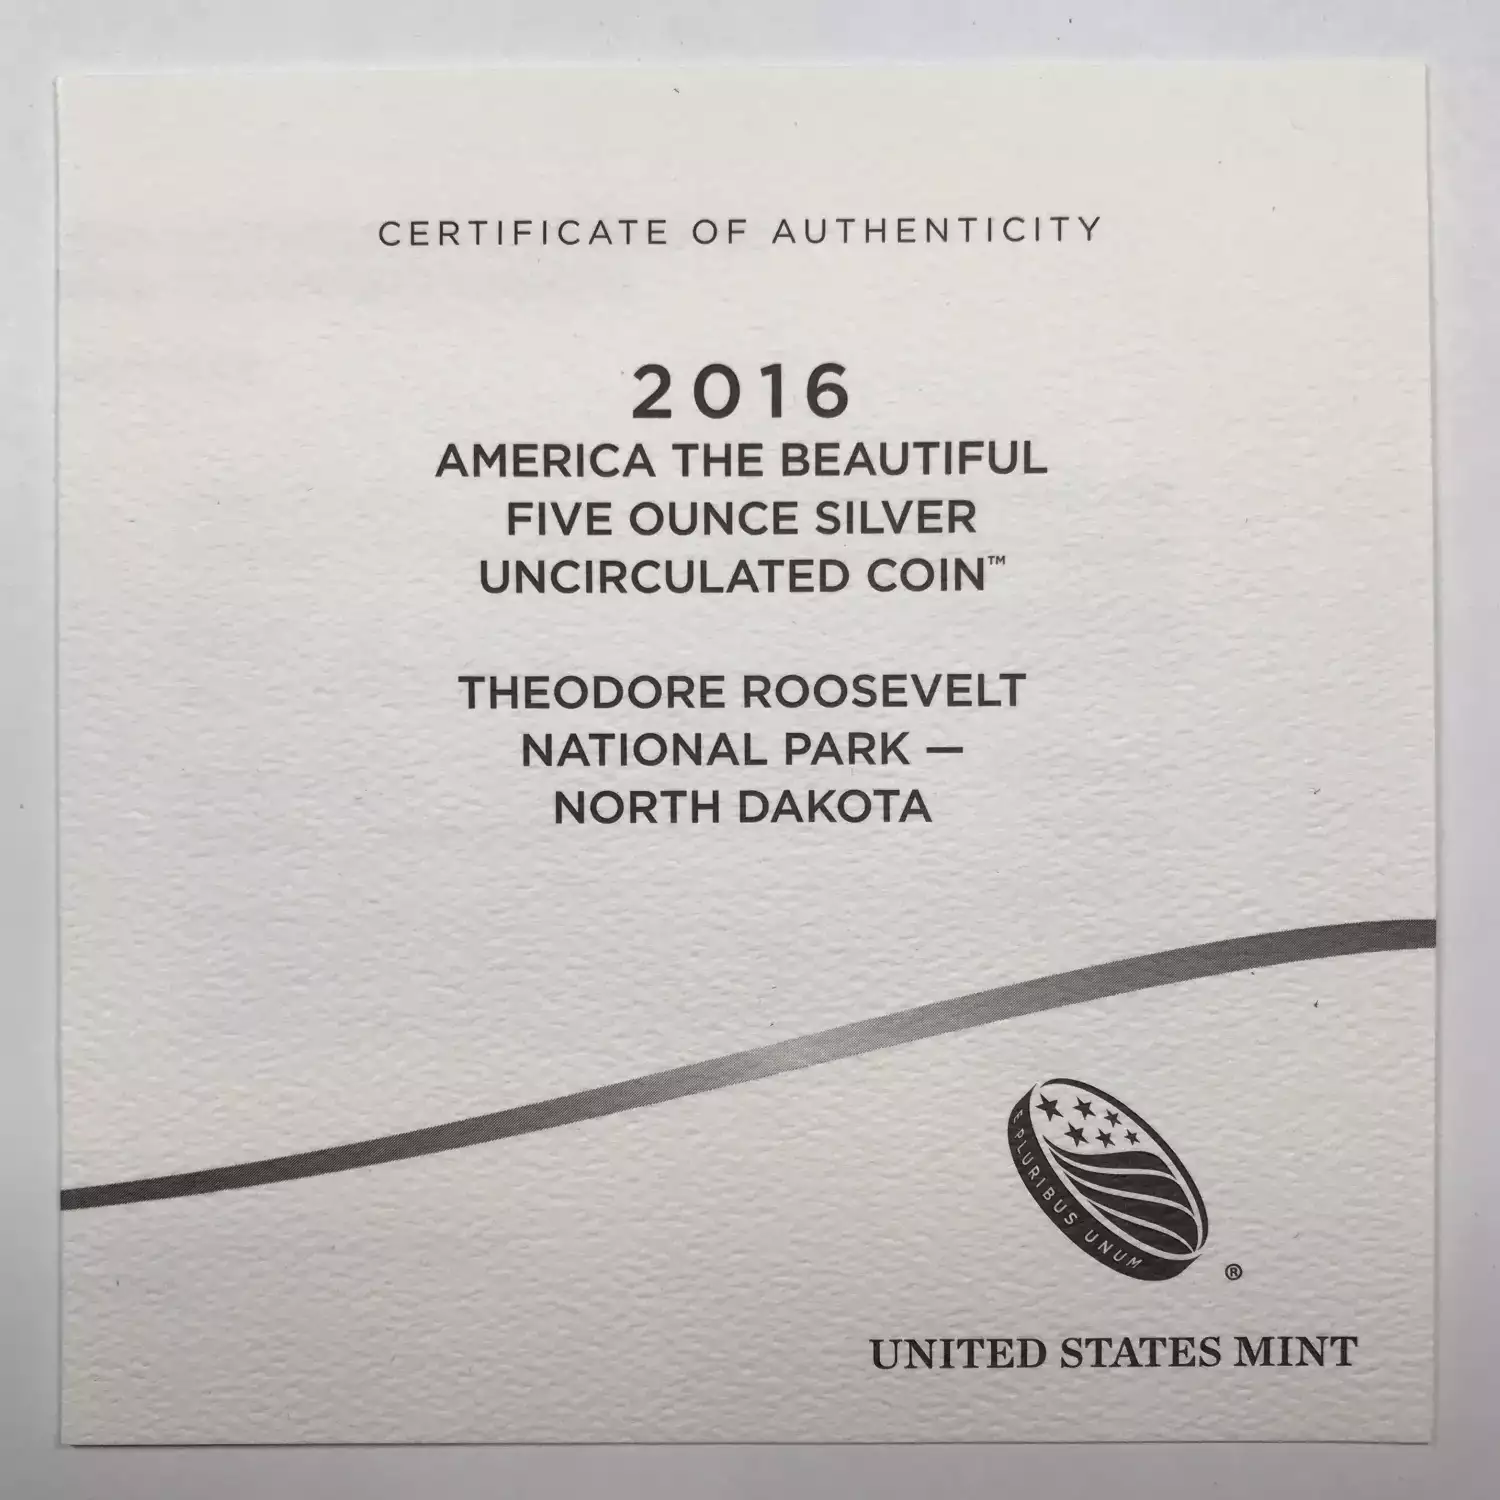 CERTIFICATE OF AUTHENTICITY
2016
AMERICA THE BEAUTIFUL
FIVE OUNCE SILVER
UNCIRCULATED COIN™
THEODORE ROOSEVELT
NATIONAL PARK —
NORTH DAKOTA
E PLURIBUS UNUM
®
UNITED STATES MINT